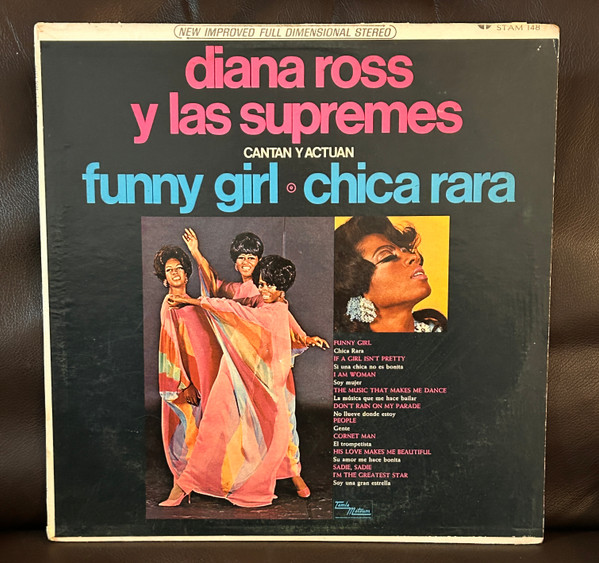 NEW IMPROVED FULL DIMENSIONAL STEREO
STAM 148
diana ross
y las supremes
CANTAN Y ACTUAN
funny girl · chica rara
FUNNY GIRL
Chica Rara
IF A GIRL ISN'T PRETTY
Si una chica no es bonita
I AM WOMAN
Soy mujer
THE MUSIC THAT MAKES ME DANCE
La música que me hace bailar
DON'T RAIN ON MY PARADE
No llueve donde estoy
PEOPLE
Gente
CORNET MAN
El trompetista
HIS LOVE MAKES ME BEAUTIFUL
Su amor me hace bonita
SADIE, SADIE
I'M THE GREATEST STAR
Soy una gran estrella
Tamla
Motown